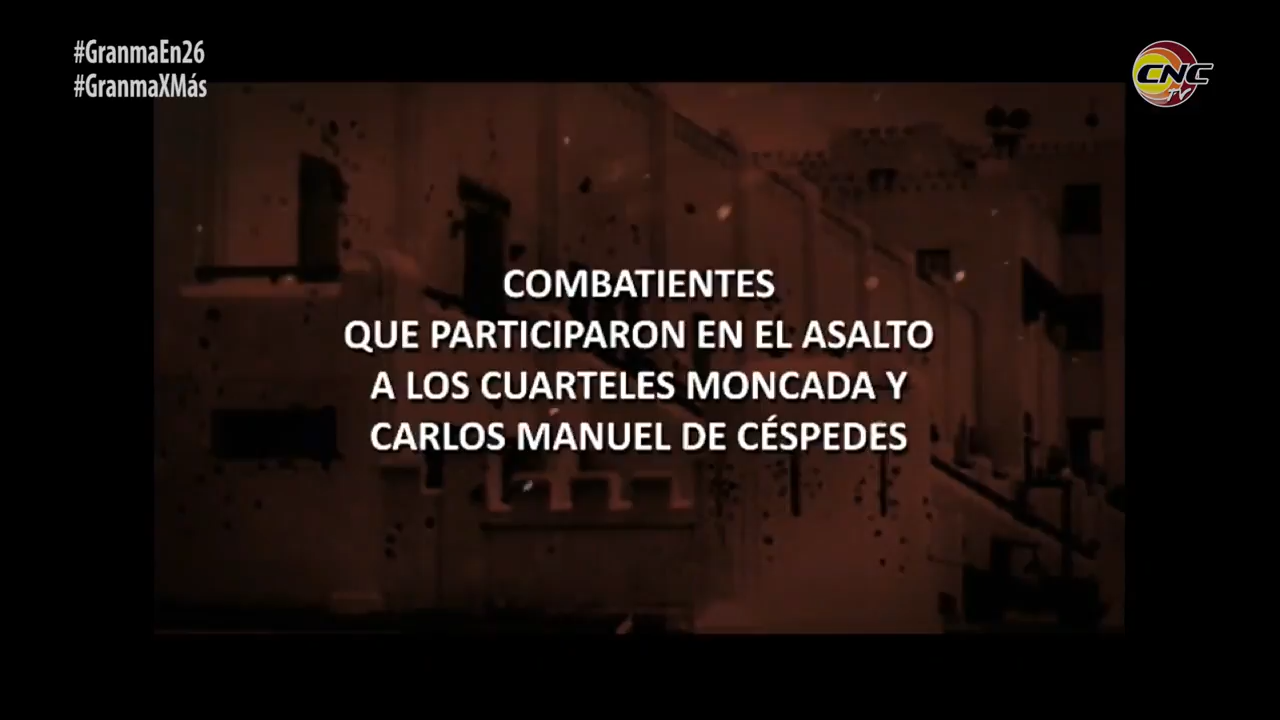 #GranmaEn26
#GranmaXMás
CNC
TV
COMBATIENTES
QUE PARTICIPARON EN EL ASALTO
A LOS CUARTELES MONCADA Y
CARLOS MANUEL DE CÉSPEDES